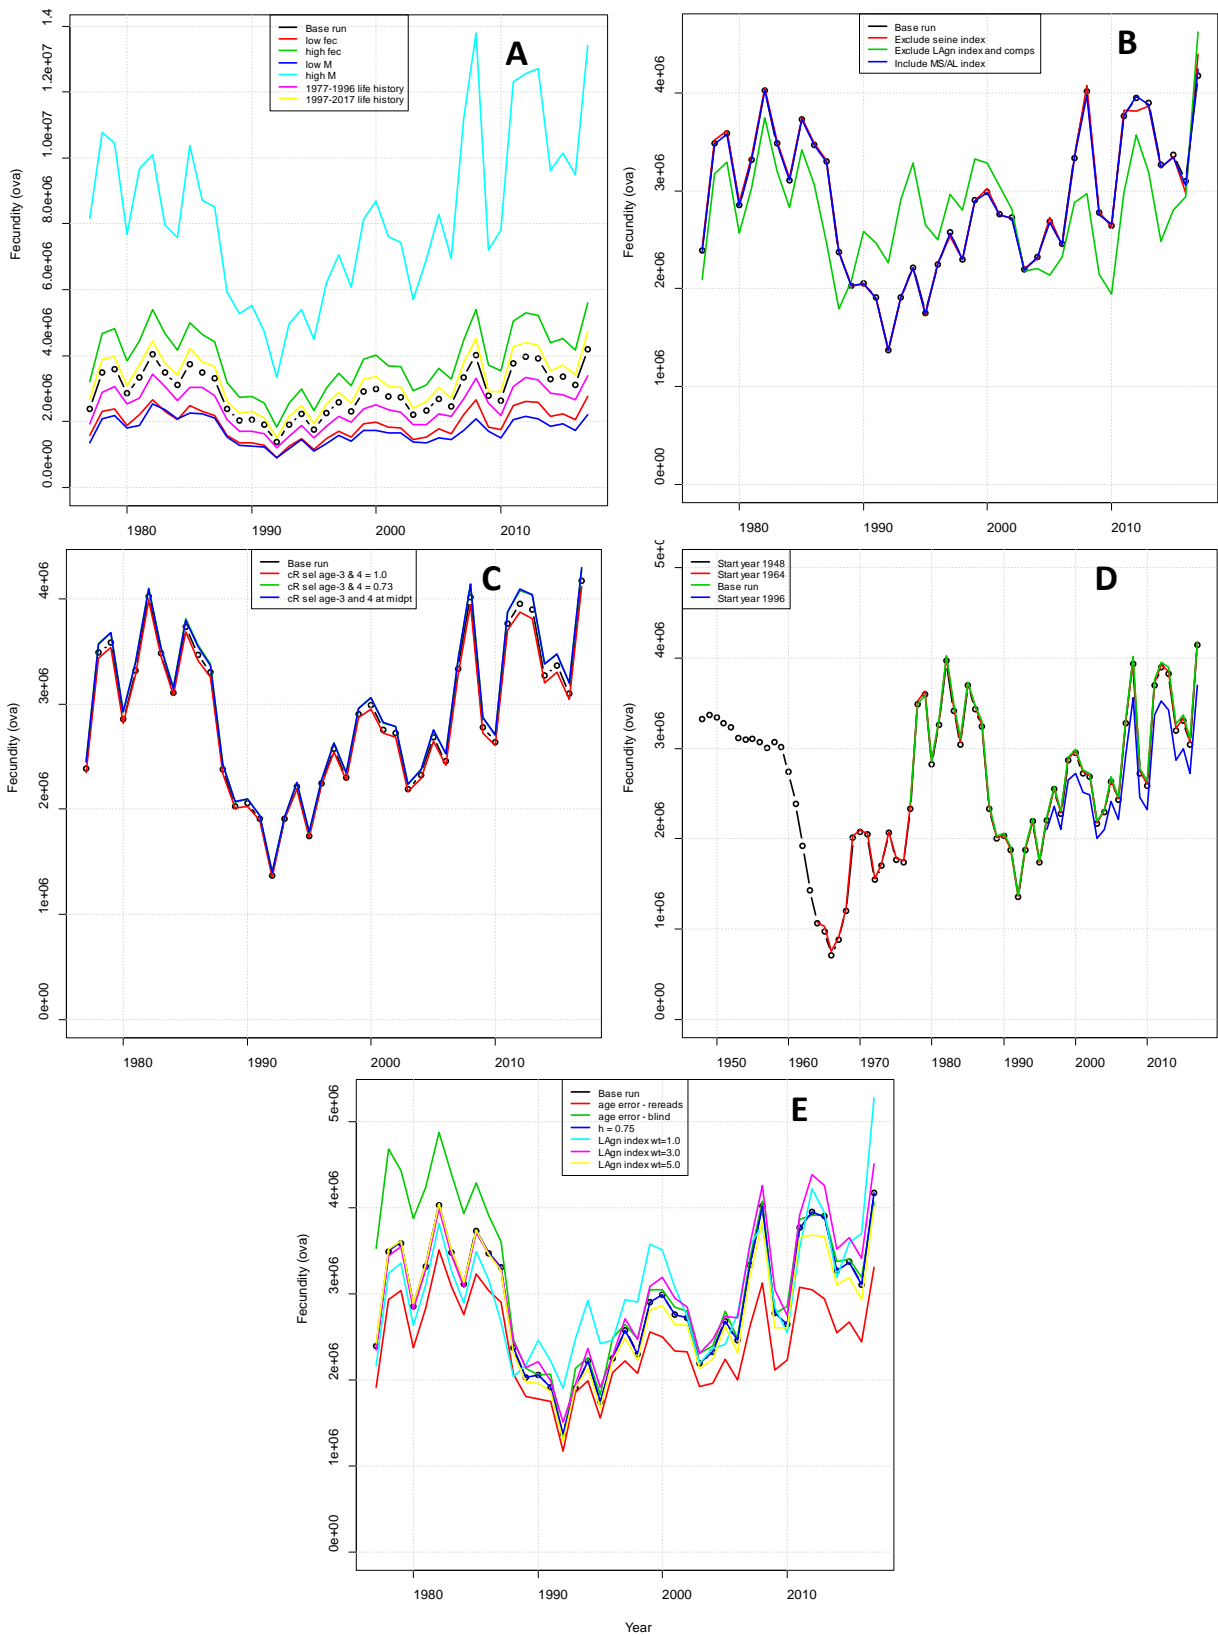 A
Base run
low fec
high fec
low M
high M
1977-1996 life history
1997-2017 life history
Fecundity (ova)
0.0e+00
2.0e+06
4.0e+06
6.0e+06
8.0e+06
1.0e+07
1.2e+07
1.4
1980
1990
2000
2010
B
Base run
Exclude seine index
Exclude LAgn index and comps
Include MS/AL index
Fecundity (ova)
0e+00
1e+06
2e+06
3e+06
4e+06
1980
1990
2000
2010
C
Base run
cR sel age-3 & 4 = 1.0
cR sel age-3 & 4 = 0.73
cR sel age-3 and 4 at midpt
Fecundity (ova)
0e+00
1e+06
2e+06
3e+06
4e+06
1980
1990
2000
2010
D
Start year 1948
Start year 1964
Base run
Start year 1996
Fecundity (ova)
0e+00
1e+06
2e+06
3e+06
4e+06
1950
1960
1970
1980
1990
2000
2010
E
Base run
age error - rereads
age error - blind
h = 0.75
LAgn index wt=1.0
LAgn index wt=3.0
LAgn index wt=5.0
Fecundity (ova)
0e+00
1e+06
2e+06
3e+06
4e+06
5e+06
1980
1990
2000
2010
Year